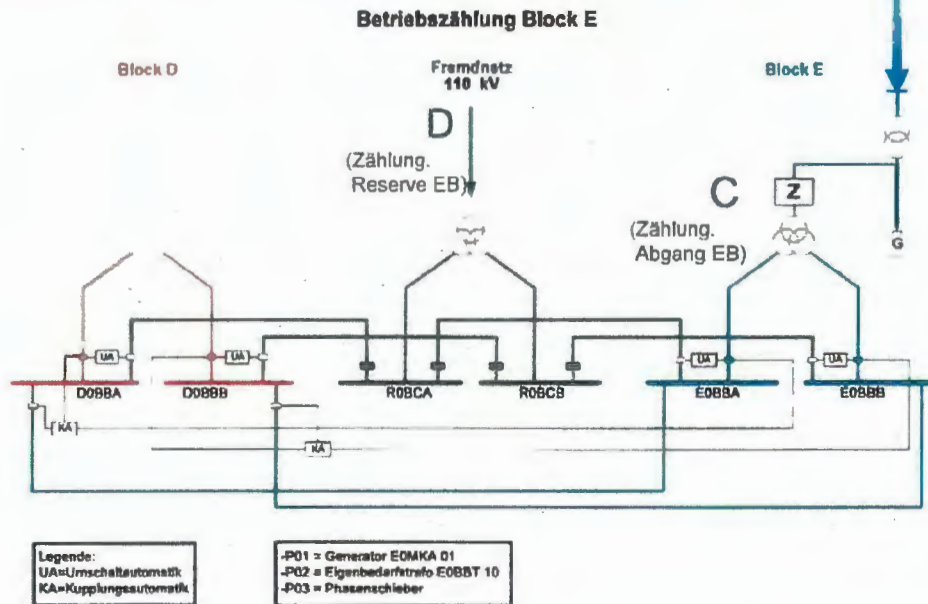 Betriebszählung Block E
Block D
Fremdnetz
110 kV
Block E
D
(Zählung.
Reserve EB)
C
(Zählung.
Abgang EB)
Z
G
UA
UA
UA
UA
D0BBA
D0BBB
R0BCA
R0BCB
E0BBA
E0BBB
KA
KA
Legende:
UA=Umschaltautomatik
KA=Kupplungsautomatik
-P01 = Generator E0MKA 01
-P02 = Eigenbedarfstrafo E0BBT 10
-P03 = Phasenschieber